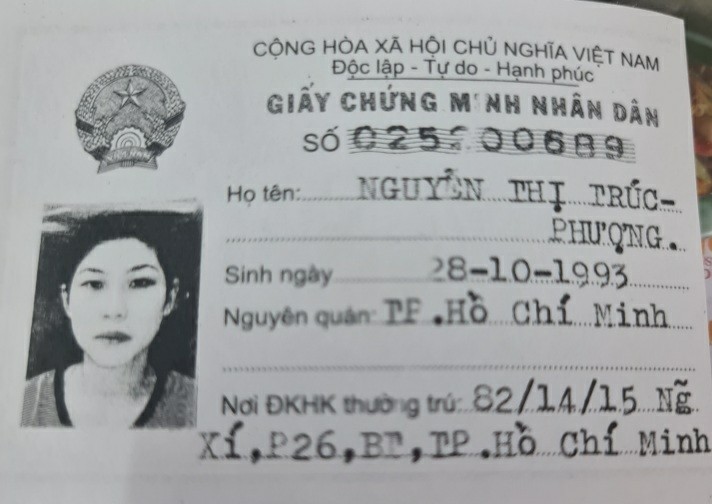 CỘNG HÒA XÃ HỘI CHỦ NGHĨA VIỆT NAM
Độc lập - Tự do - Hạnh phúc
GIẤY CHỨNG MINH NHÂN DÂN
SỐ
Họ tên: NGUYỄN THỊ TRÚC-
PHƯỢNG.
Sinh ngày 28-10-1993
Nguyên quán: TP.Hồ Chí Minh
Nơi ĐKHK thường trú: 82/14/15 Ng̃
Xí,P26,BT,TP.Hồ Chí Minh